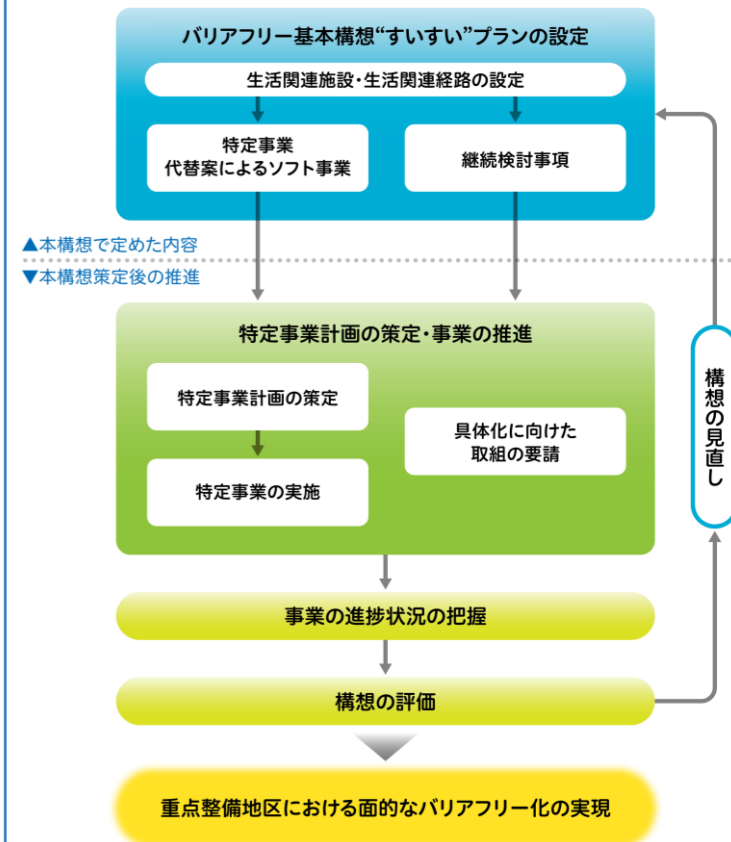 バリアフリー基本構想“すいすい”プランの設定
生活関連施設・生活関連経路の設定
特定事業
代替案によるソフト事業
継続検討事項
▲本構想で定めた内容
▼本構想策定後の推進
特定事業計画の策定・事業の推進
特定事業計画の策定
特定事業の実施
具体化に向けた
取組の要請
構想の見直し
事業の進捗状況の把握
構想の評価
重点整備地区における面的なバリアフリー化の実現